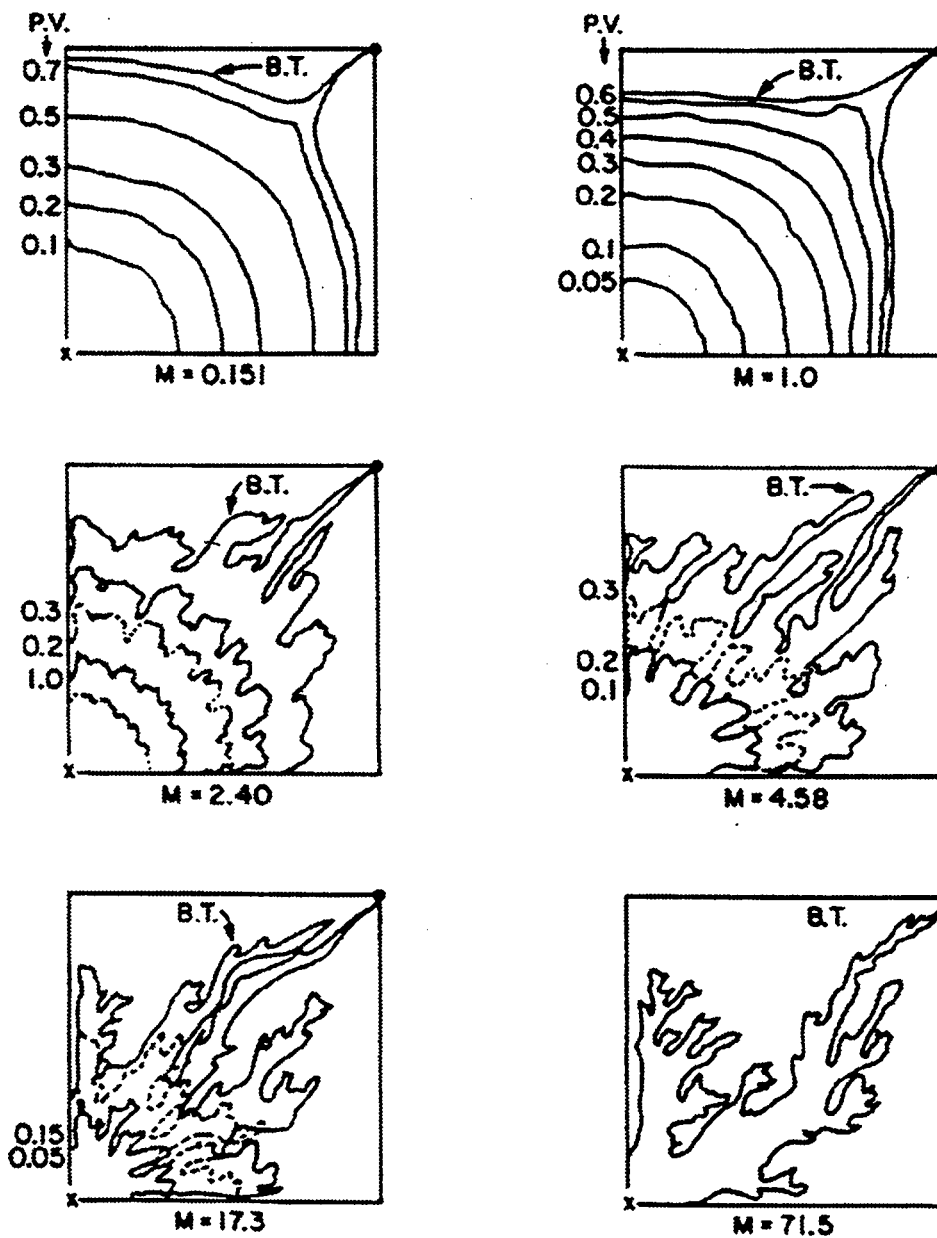 P.V.
0.7
B.T.
0.5
0.3
0.2
0.1
x
M = 0.151
P.V.
B.T.
0.6
0.5
0.4
0.3
0.2
0.1
0.05
x
M = 1.0
B.T.
0.3
0.2
1.0
x
M = 2.40
B.T.
0.3
0.2
0.1
x
M = 4.58
B.T.
0.15
0.05
x
M = 17.3
B.T.
x
M = 71.5